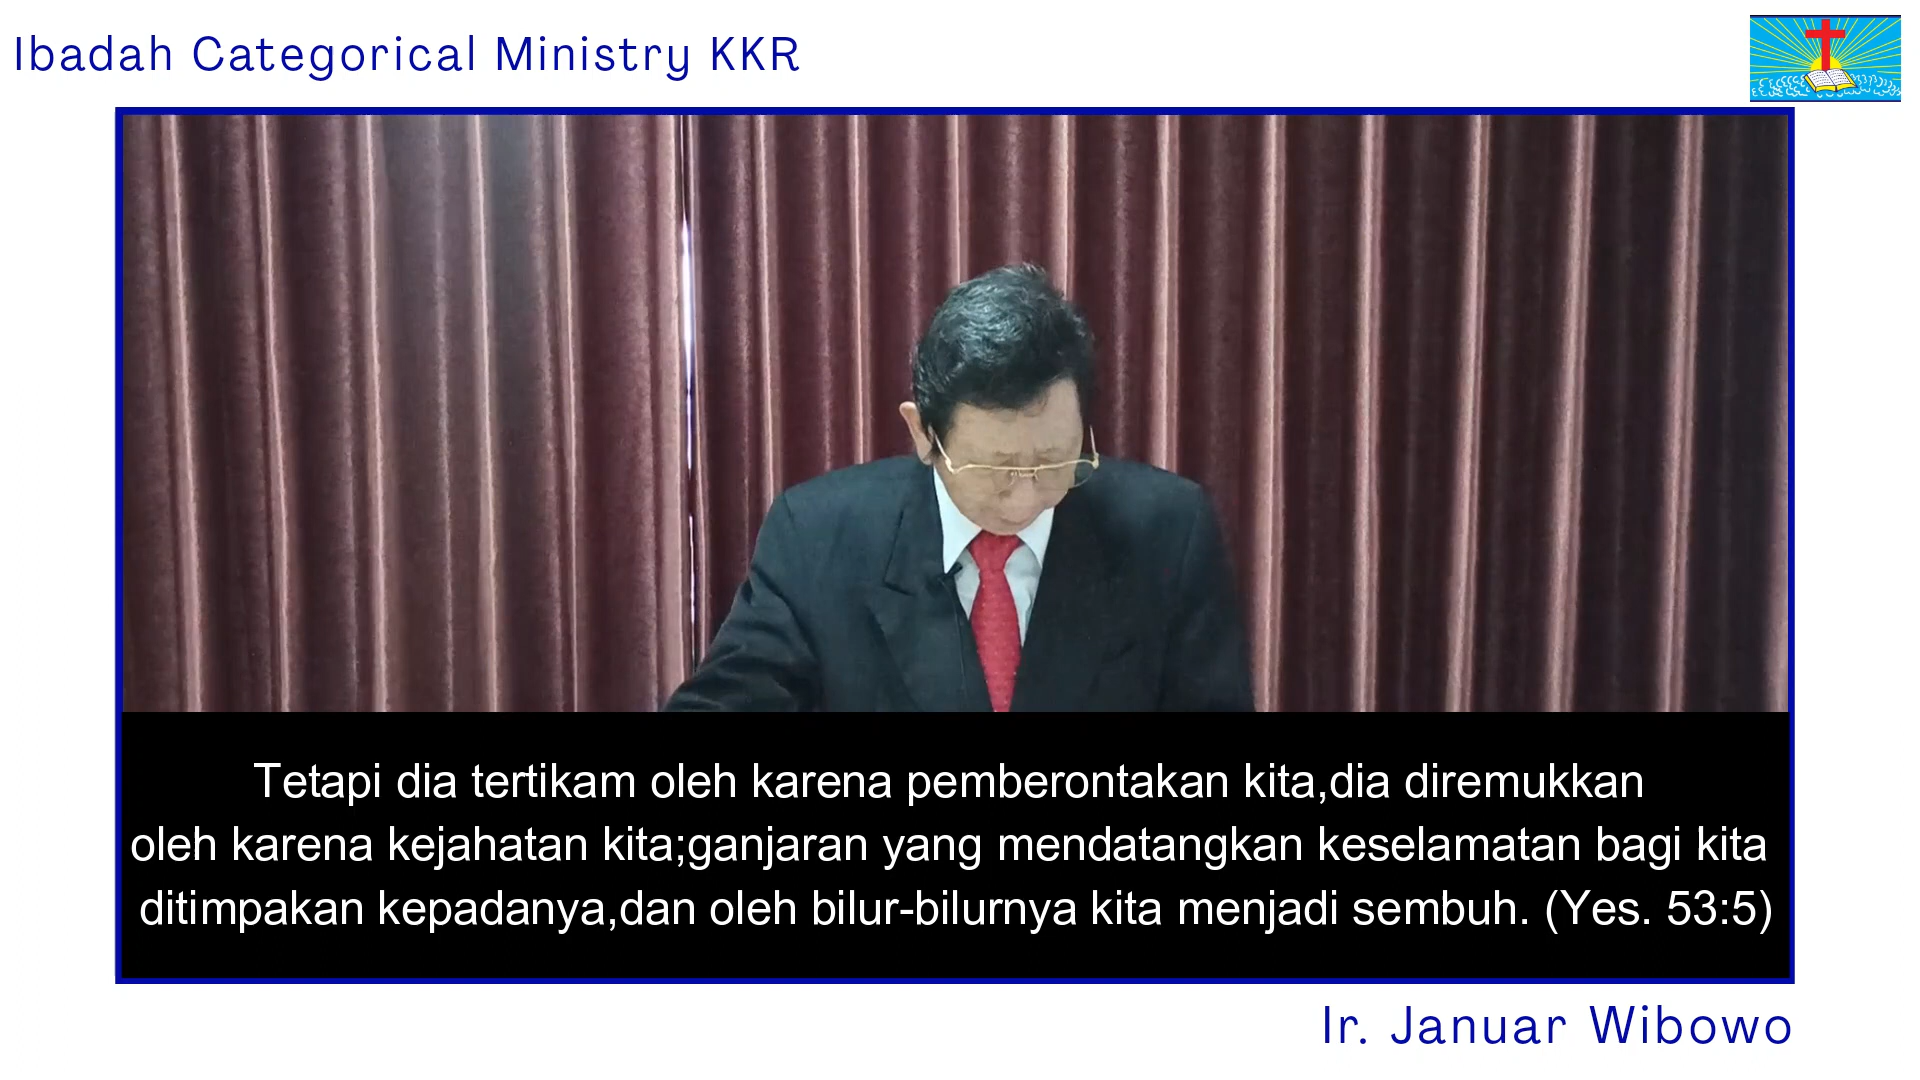 Ibadah Categorical Ministry KKR
Tetapi dia tertikam oleh karena pemberontakan kita,dia diremukkan
oleh karena kejahatan kita;ganjaran yang mendatangkan keselamatan bagi kita
ditimpakan kepadanya,dan oleh bilur-bilurnya kita menjadi sembuh. (Yes. 53:5)
Ir. Januar Wibowo